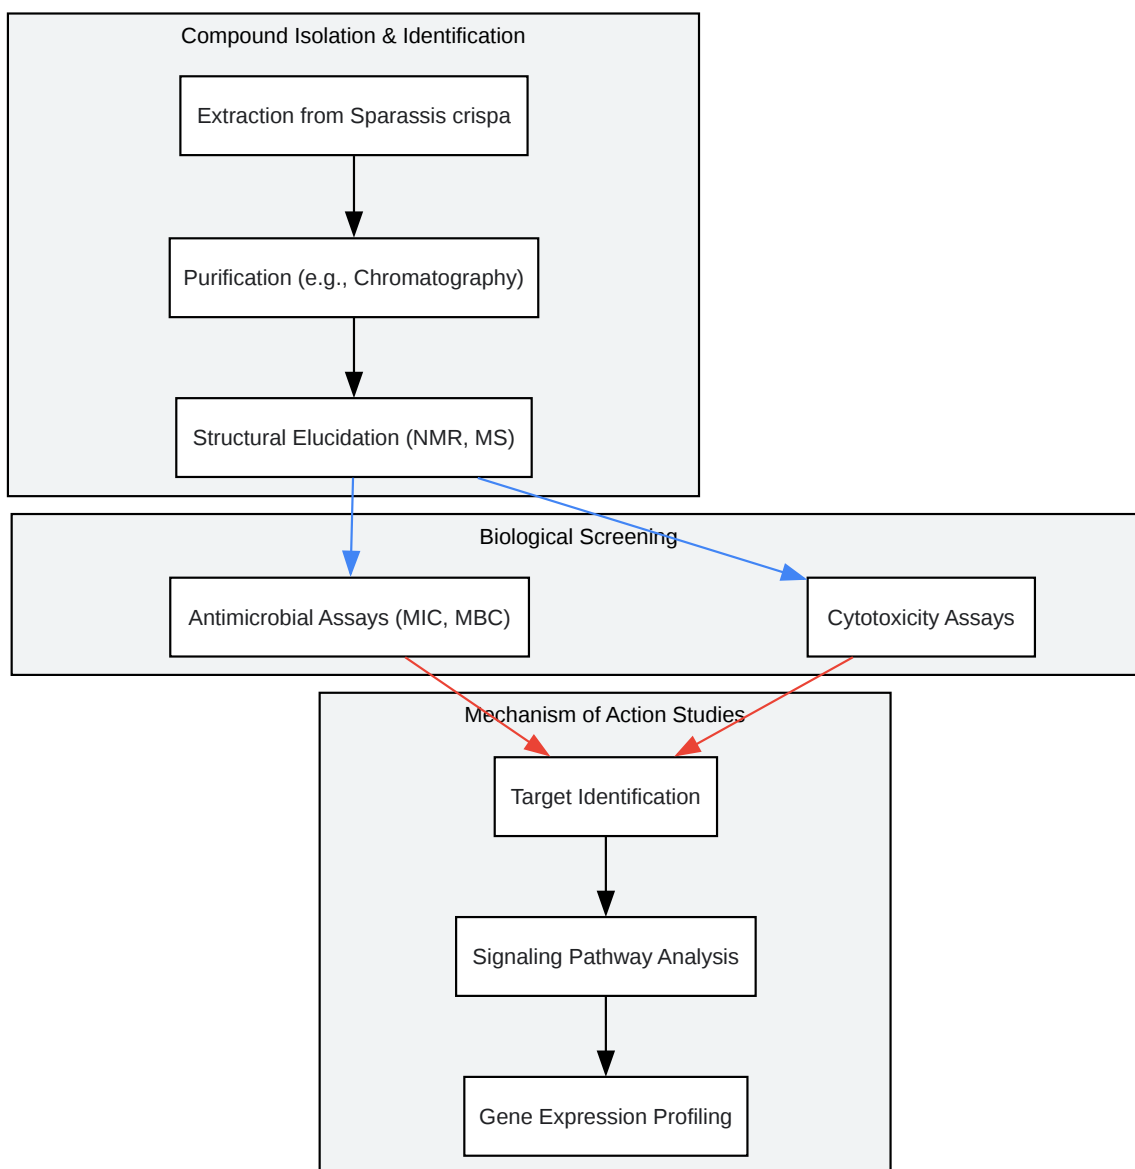 Compound Isolation & Identification
Extraction from Sparassis crispa
Purification (e.g., Chromatography)
Structural Elucidation (NMR, MS)
Biological Screening
Antimicrobial Assays (MIC, MBC)
Cytotoxicity Assays
Mechanism of Action Studies
Target Identification
Signaling Pathway Analysis
Gene Expression Profiling